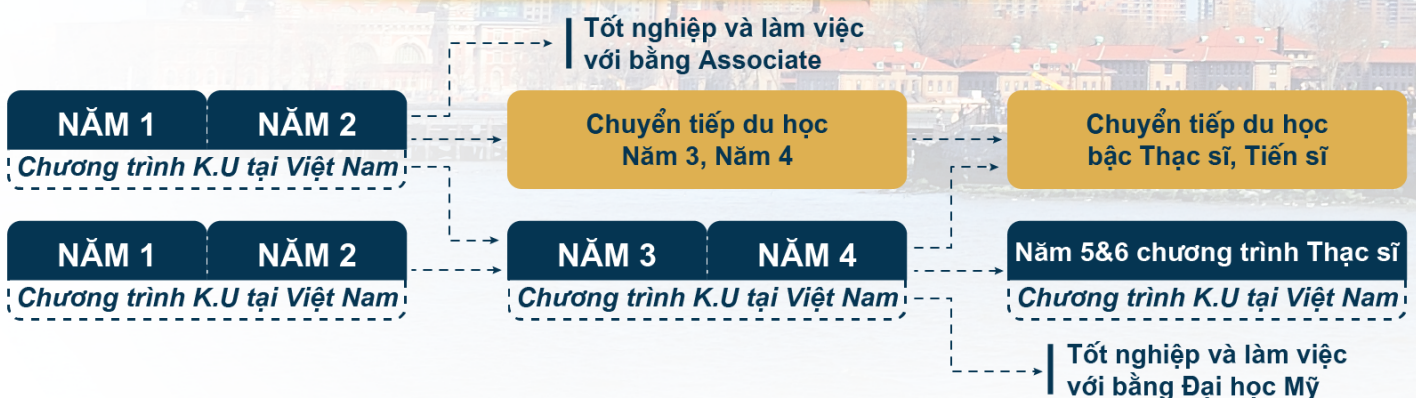 Tốt nghiệp và làm việc
với bằng Associate
NĂM 1
NĂM 2
Chương trình K.U tại Việt Nam
Chuyển tiếp du học
Năm 3, Năm 4
Chuyển tiếp du học
bậc Thạc sĩ, Tiến sĩ
NĂM 1
NĂM 2
Chương trình K.U tại Việt Nam
NĂM 3
NĂM 4
Chương trình K.U tại Việt Nam
Năm 5&6 chương trình Thạc sĩ
Chương trình K.U tại Việt Nam
Tốt nghiệp và làm việc
với bằng Đại học Mỹ